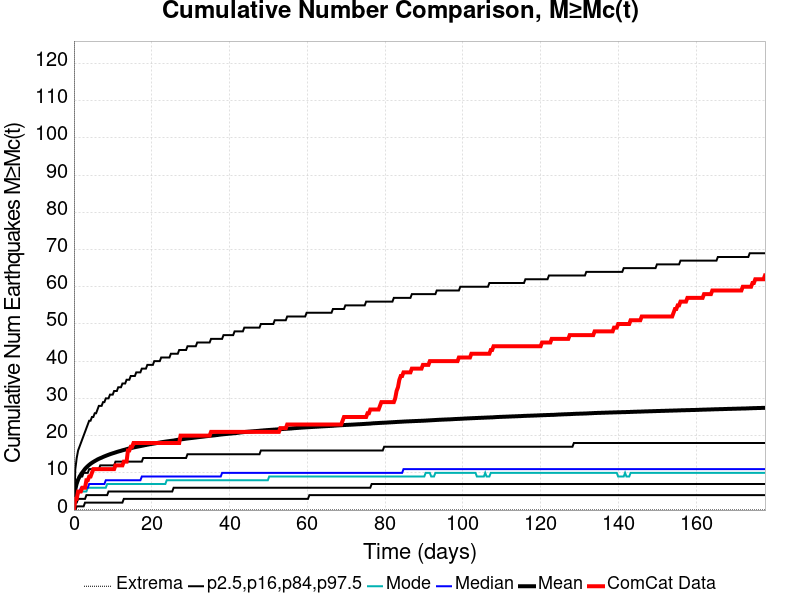 Cumulative Number Comparison, M≥Mc(t)
Cumulative Num Earthquakes M≥Mc(t)
120
110
100
90
80
70
60
50
40
30
20
10
0
0 20 40 60 80 100 120 140 160
Time (days)
Extrema p2.5,p16,p84,p97.5 Mode Median Mean ComCat Data